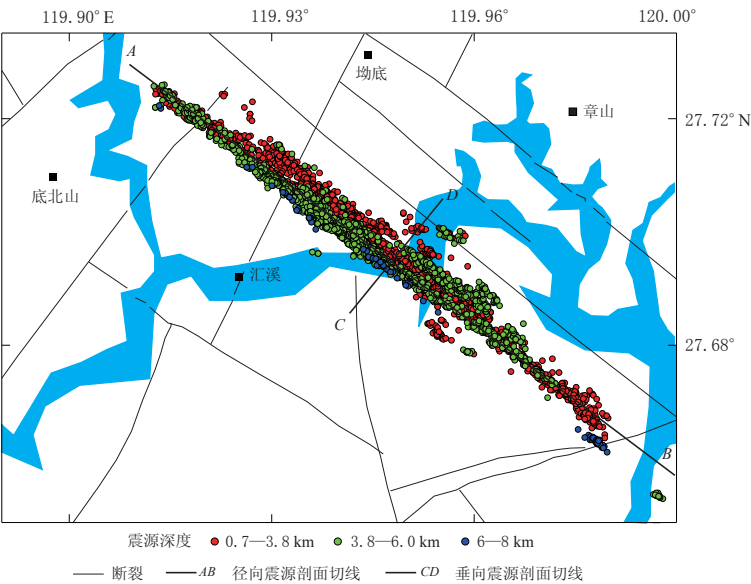 119.90°E 119.93° 119.96° 120.00°
A
坳底
章山
27.72°N
底北山
D
汇溪
C
27.68°
B
震源深度 0.7—3.8 km 3.8—6.0 km 6—8 km
断裂 AB 径向震源剖面切线 CD 垂向震源剖面切线